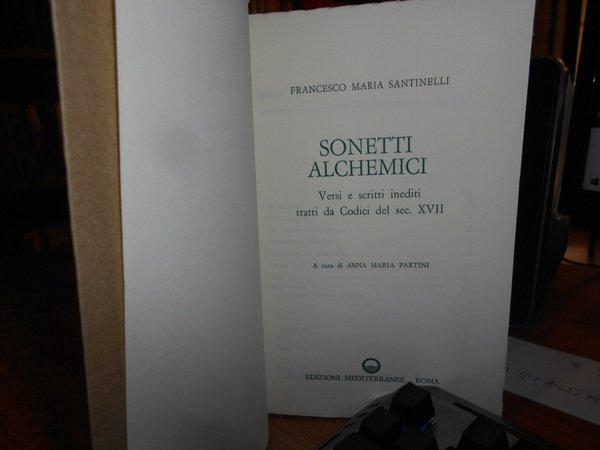 FRANCESCO MARIA SANTINELLI
SONETTI
ALCHEMICI
Versi e scritti inediti
tratti da Codici del sec. XVII
A cura di ANNA MARIA PARTINI
EDIZIONI MEDITERRANEE - ROMA